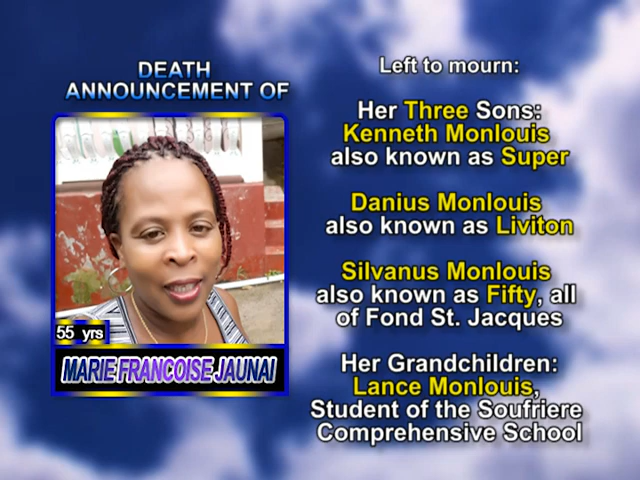 DEATH
ANNOUNCEMENT OF
55 yrs
MARIE FRANCOISE JAUNAI
Left to mourn:
Her Three Sons:
Kenneth Monlouis
also known as Super
Danius Monlouis
also known as Liviton
Silvanus Monlouis
also known as Fifty, all
of Fond St. Jacques
Her Grandchildren:
Lance Monlouis,
Student of the Soufriere
Comprehensive School